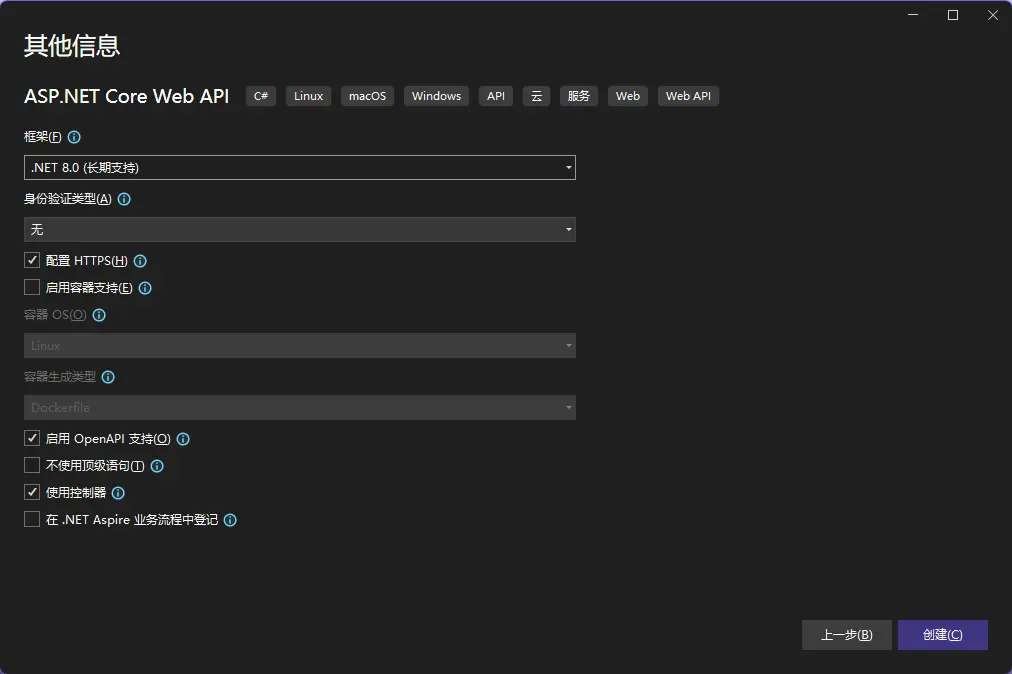 其他信息
ASP.NET Core Web API C# Linux macOS Windows API 云 服务 Web Web API
框架(F)
.NET 8.0 (长期支持)
身份验证类型(A)
无
配置 HTTPS(H)
启用容器支持(E)
容器 OS(O)
Linux
容器生成类型
Dockerfile
启用 OpenAPI 支持(O)
不使用顶级语句(T)
使用控制器
在 .NET Aspire 业务流程中登记
上一步(B) 创建(C)